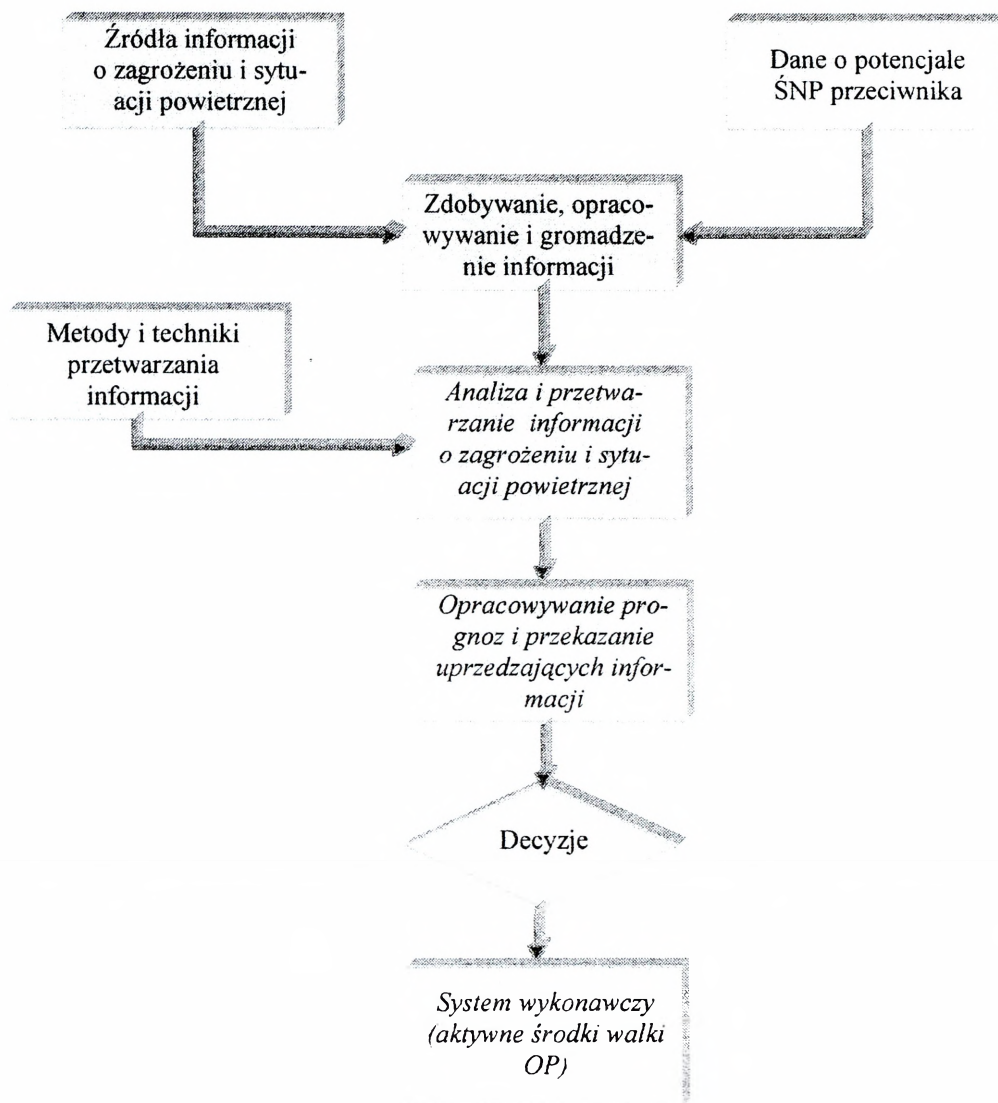 Źródła informacji
o zagrożeniu i sytu-
acji powietrznej
Dane o potencjale
ŚNP przeciwnika
Zdobywanie, opraco-
wywanie i gromadze-
nie informacji
Metody i techniki
przetwarzania
informacji
Analiza i przetwa-
rzanie informacji
o zagrożeniu i sytu-
acji powietrznej
Opracowywanie pro-
gnoz i przekazanie
uprzedzających infor-
macji
Decyzje
System wykonawczy
(aktywne środki walki
OP)